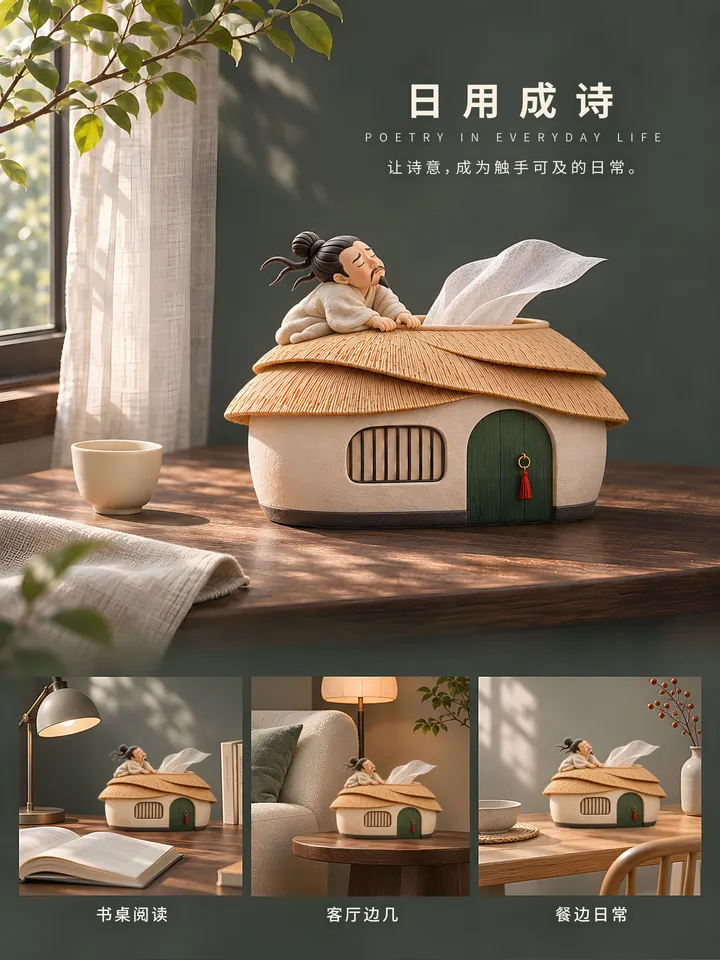 日用成诗
POETRY IN EVERYDAY LIFE
让诗意,成为触手可及的日常。
书桌阅读
客厅边几
餐边日常